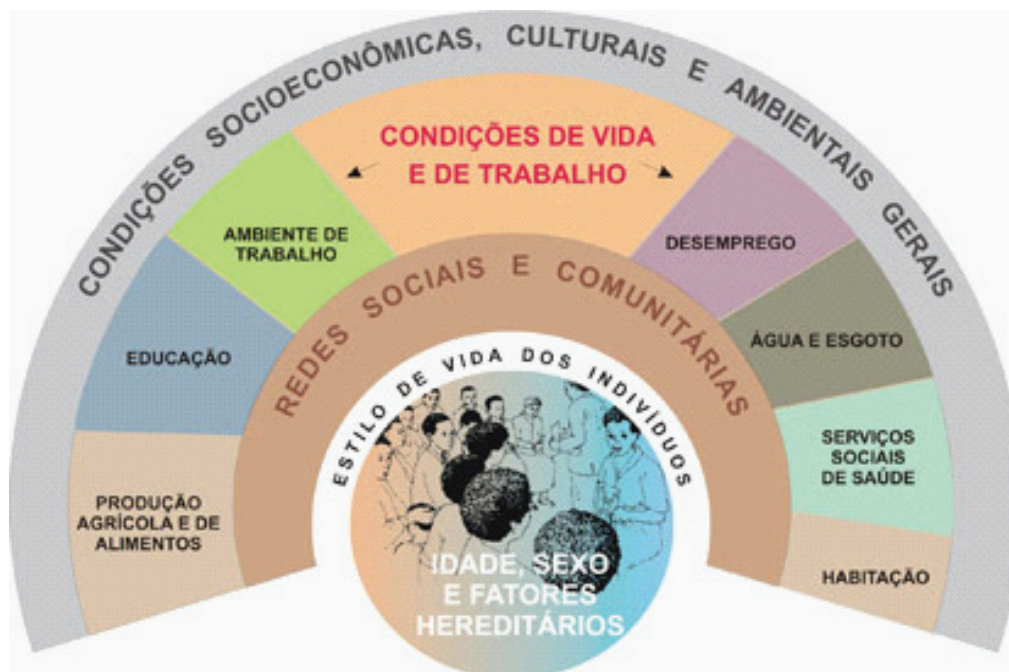 CONDIÇÕES SOCIOECONÔMICAS, CULTURAIS E AMBIENTAIS GERAIS
CONDIÇÕES DE VIDA
E DE TRABALHO
AMBIENTE DE
TRABALHO
DESEMPREGO
EDUCAÇÃO
ÁGUA E ESGOTO
PRODUÇÃO
AGRÍCOLA E DE
ALIMENTOS
SERVIÇOS
SOCIAIS
DE SAÚDE
HABITAÇÃO
REDES SOCIAIS E COMUNITÁRIAS
ESTILO DE VIDA DOS INDIVÍDUOS
IDADE, SEXO
E FATORES
HEREDITÁRIOS